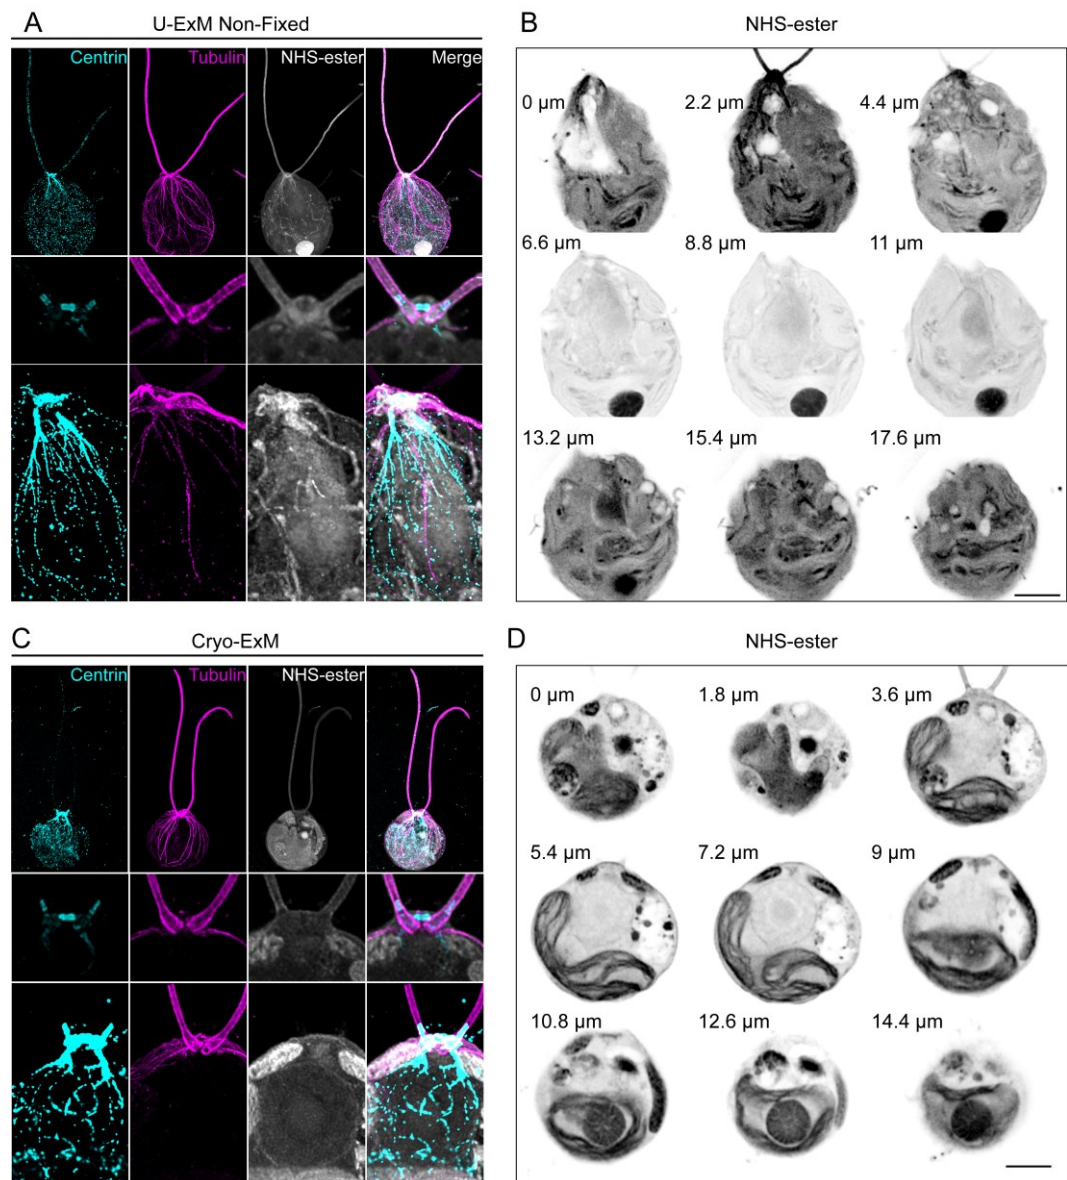 A
U-ExM Non-Fixed
Centrin
Tubulin
NHS-ester
Merge
B
NHS-ester
0 µm
2.2 µm
4.4 µm
6.6 µm
8.8 µm
11 µm
13.2 µm
15.4 µm
17.6 µm
C
Cryo-ExM
Centrin
Tubulin
NHS-ester
D
NHS-ester
0 µm
1.8 µm
3.6 µm
5.4 µm
7.2 µm
9 µm
10.8 µm
12.6 µm
14.4 µm